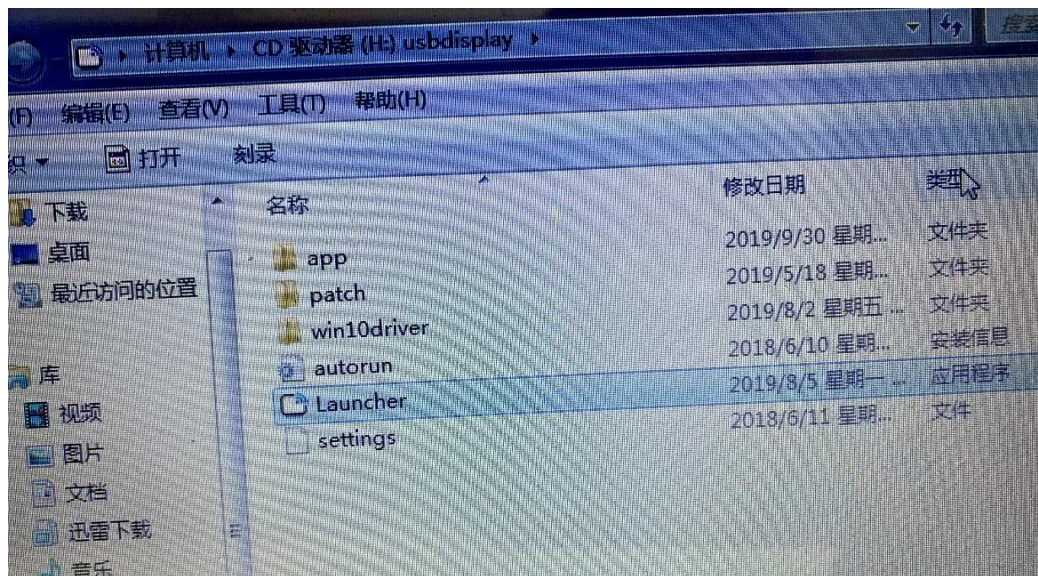 计算机 CD 驱动器 (H:) usbdisplay 搜索
(F) 编辑(E) 查看(V) 工具(T) 帮助(H)
织 打开 刻录
名称 修改日期 类型
下载
桌面
最近访问的位置
库
视频
图片
文档
迅雷下载
音乐
app 2019/9/30 星期... 文件夹
patch 2019/5/18 星期... 文件夹
win10driver 2019/8/2 星期五 ... 文件夹
autorun 2018/6/10 星期... 安装信息
Launcher 2019/8/5 星期一 ... 应用程序
settings 2018/6/11 星期... 文件